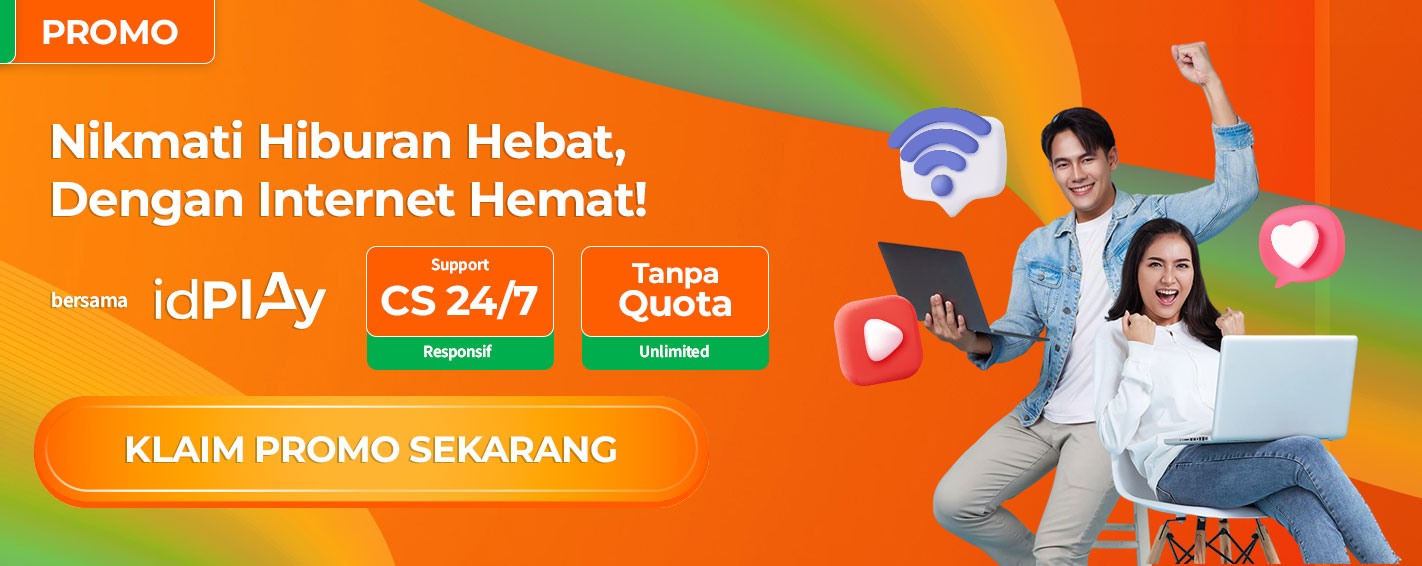 PROMO
Nikmati Hiburan Hebat,
Dengan Internet Hemat!
bersama
idPlAy
Support
CS 24/7
Responsif
Tanpa
Quota
Unlimited
KLAIM PROMO SEKARANG